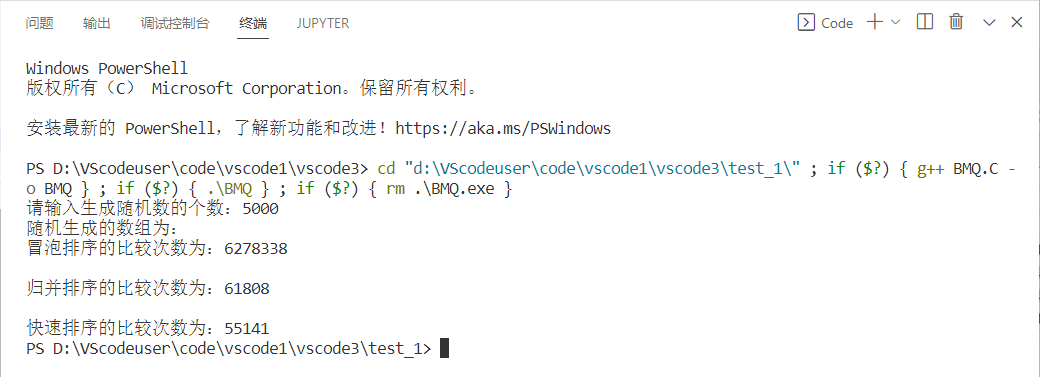 问题 输出 调试控制台 终端 JUPYTER Code
Windows PowerShell
版权所有（C） Microsoft Corporation。保留所有权利。
安装最新的 PowerShell，了解新功能和改进！https://aka.ms/PSWindows
PS D:\VScodeuser\code\vscode1\vscode3> cd "d:\VScodeuser\code\vscode1\vscode3\test_1\" ; if ($?) { g++ BMQ.C -
o BMQ } ; if ($?) { .\BMQ } ; if ($?) { rm .\BMQ.exe }
请输入生成随机数的个数：5000
随机生成的数组为：
冒泡排序的比较次数为：6278338
归并排序的比较次数为：61808
快速排序的比较次数为：55141
PS D:\VScodeuser\code\vscode1\vscode3\test_1>